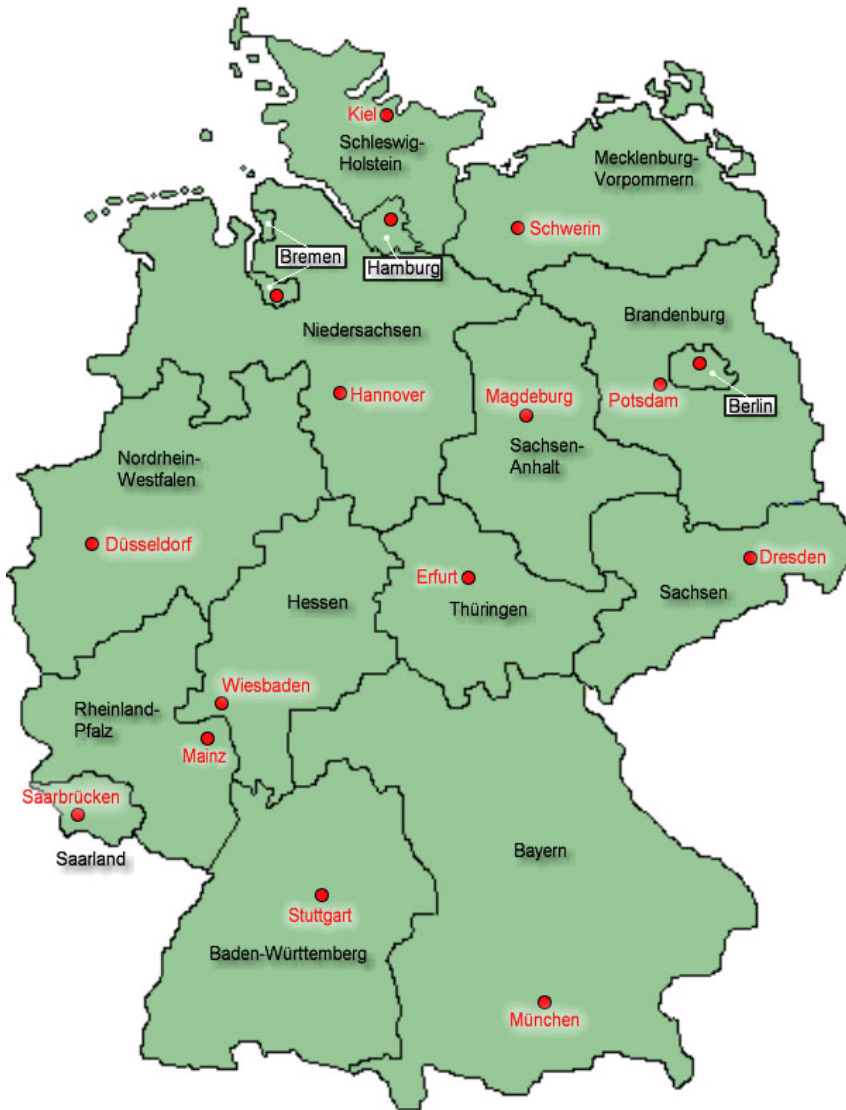 Kiel
Schleswig-
Holstein
Mecklenburg-
Vorpommern
Schwerin
Bremen
Hamburg
Niedersachsen
Brandenburg
Hannover
Magdeburg
Potsdam
Berlin
Sachsen-
Anhalt
Nordrhein-
Westfalen
Düsseldorf
Erfurt
Dresden
Hessen
Thüringen
Sachsen
Wiesbaden
Rheinland-
Pfalz
Mainz
Saarbrücken
Saarland
Bayern
Stuttgart
Baden-Württemberg
München